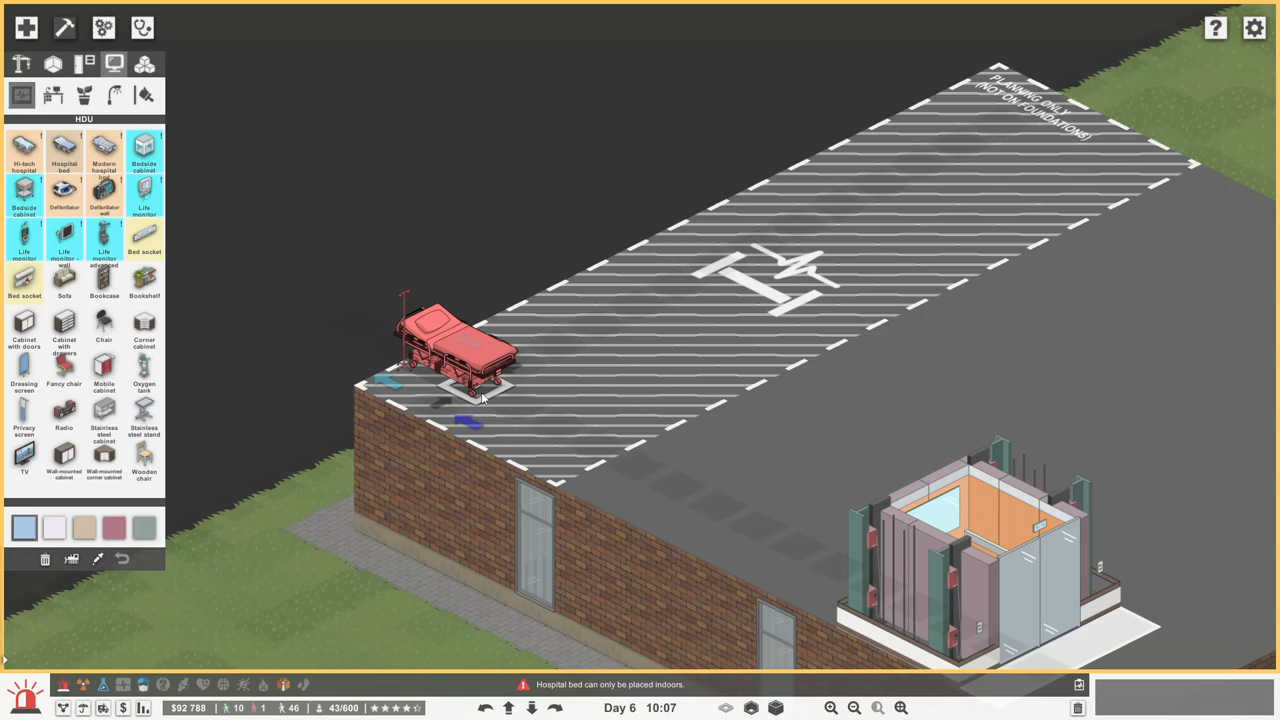 PLANNING ONLY
(NOT ON FOUNDATIONS)
HDU
Hi-tech hospital
Hospital bed
Modern hospital bed
Bedside cabinet
Bedside cabinet
Defibrillator
Defibrillator wall
Life monitor
Life monitor
Life monitor - wall
Life monitor advanced
Bed socket
Bed socket
Sofa
Bookcase
Bookshelf
Cabinet with doors
Cabinet with drawers
Chair
Corner cabinet
Dressing screen
Fancy chair
Mobile cabinet
Oxygen tank
Privacy screen
Radio
Stainless steel cabinet
Stainless steel stand
TV
Wall-mounted cabinet
Wall-mounted corner cabinet
Wooden chair
Hospital bed can only be placed indoors.
$92 788
10
1
46
43/600
Day 6 10:07